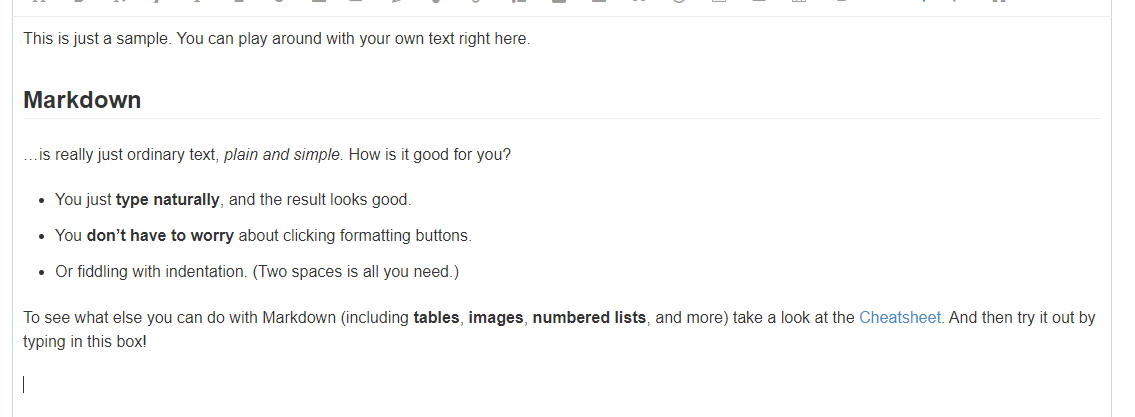 This is just a sample. You can play around with your own text right here.
Markdown
…is really just ordinary text, plain and simple. How is it good for you?
• You just type naturally, and the result looks good.
• You don’t have to worry about clicking formatting buttons.
• Or fiddling with indentation. (Two spaces is all you need.)
To see what else you can do with Markdown (including tables, images, numbered lists, and more) take a look at the Cheatsheet. And then try it out by
typing in this box!